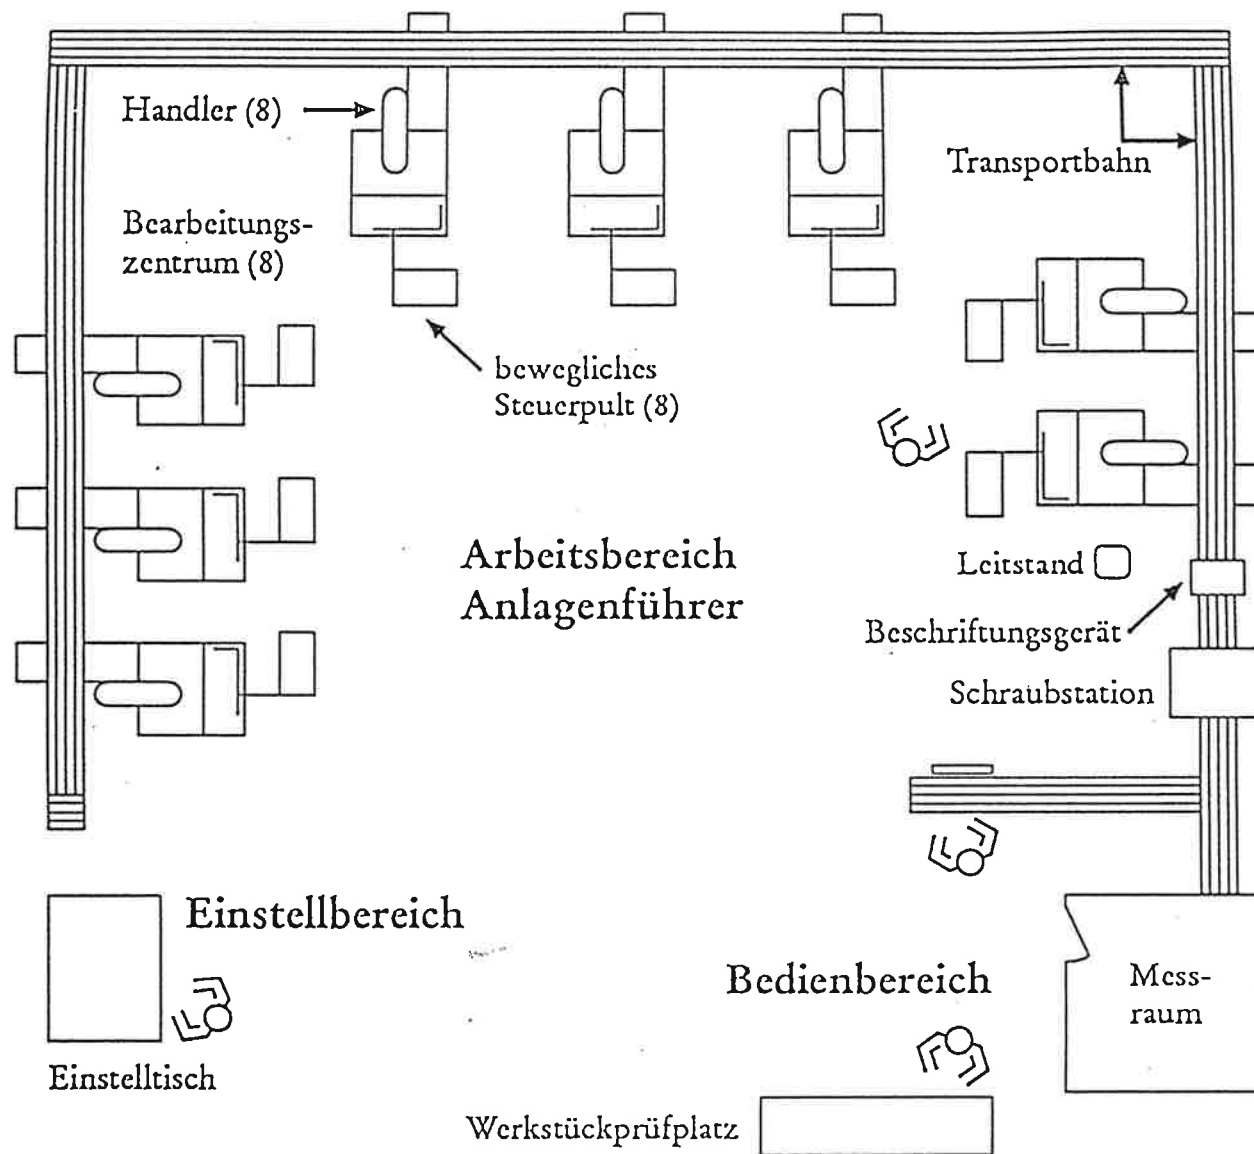 Handler (8)
Transportbahn
Bearbeitungs-
zentrum (8)
bewegliches
Steuerpult (8)
Arbeitsbereich
Anlagenführer
Leitstand
Beschriftungsgerät
Schraubstation
Einstellbereich
Bedienbereich
Mess-
raum
Einstelltisch
Werkstückprüfplatz